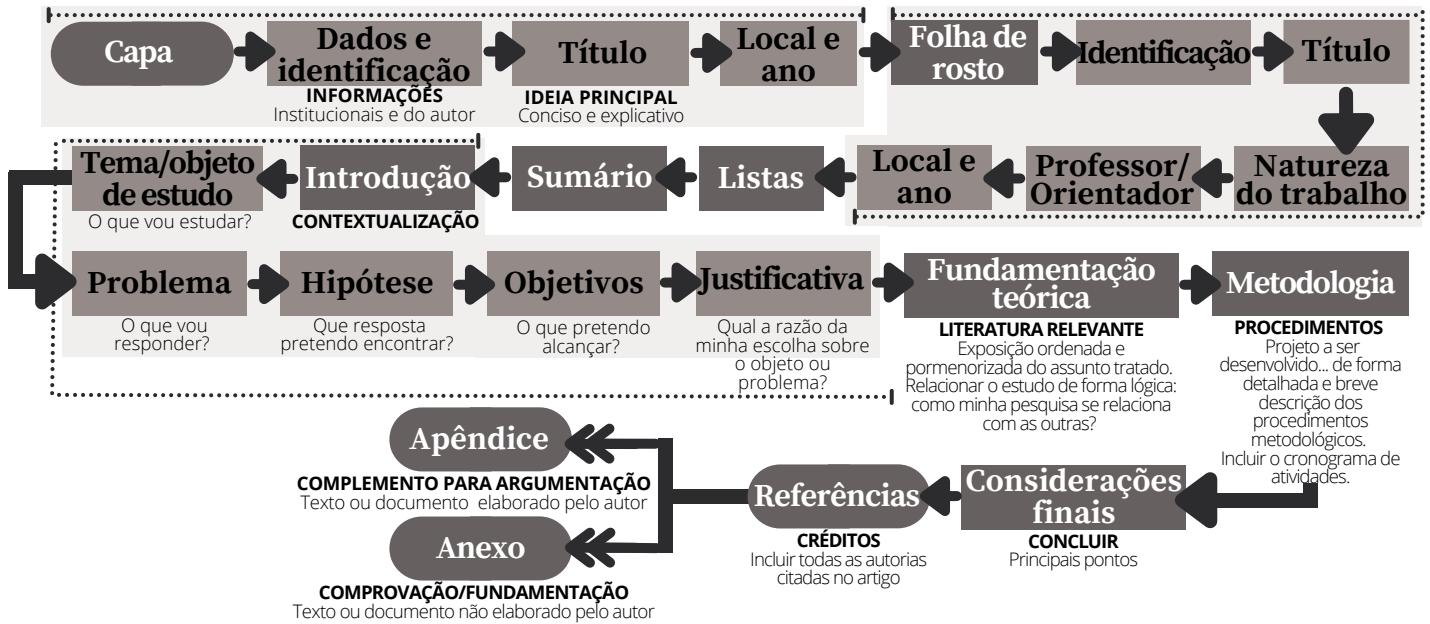 Capa
Dados e
identificação
INFORMAÇÕES
Institucionais e do autor
Título
IDEIA PRINCIPAL
Conciso e explicativo
Local e
ano
Folha de
rosto
Identificação
Título
Natureza
do trabalho
Professor/
Orientador
Local e
ano
Listas
Sumário
Introdução
CONTEXTUALIZAÇÃO
Tema/objeto
de estudo
O que vou estudar?
Problema
O que vou
responder?
Hipótese
Que resposta
pretendo encontrar?
Objetivos
O que pretendo
alcançar?
Justificativa
Qual a razão da
minha escolha sobre
o objeto ou
problema?
Fundamentação
teórica
LITERATURA RELEVANTE
Exposição ordenada e
pormenorizada do assunto tratado.
Relacionar o estudo de forma lógica:
como minha pesquisa se relaciona
com as outras?
Metodologia
PROCEDIMENTOS
Projeto a ser
desenvolvido... de forma
detalhada e breve
descrição dos
procedimentos
metodológicos.
Incluir o cronograma de
atividades.
Considerações
finais
CONCLUIR
Principais pontos
Referências
CRÉDITOS
Incluir todas as autorias
citadas no artigo
Apêndice
COMPLEMENTO PARA ARGUMENTAÇÃO
Texto ou documento elaborado pelo autor
Anexo
COMPROVAÇÃO/FUNDAMENTAÇÃO
Texto ou documento não elaborado pelo autor